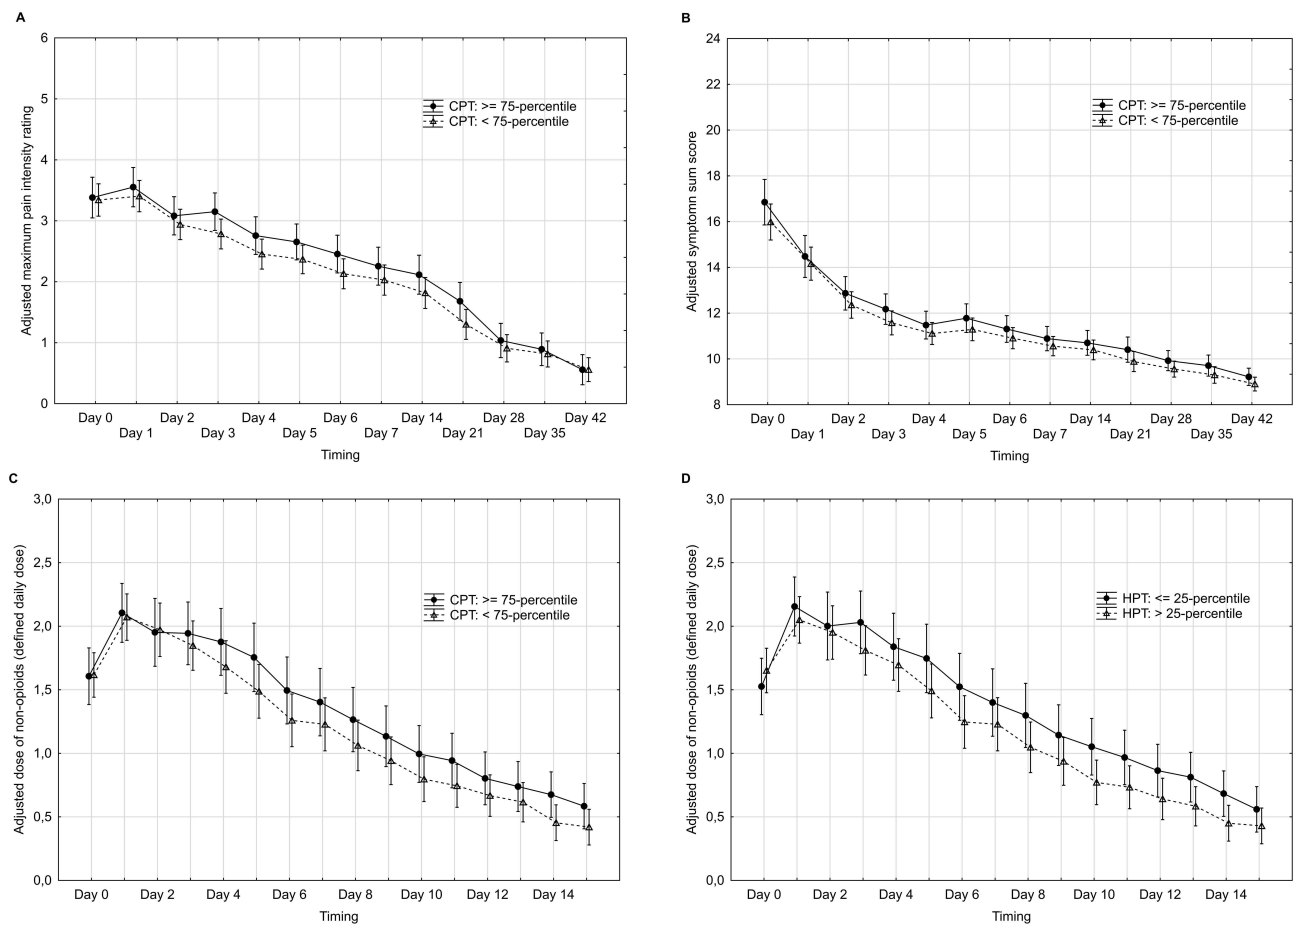 A
6
5
4
3
2
1
0
Adjusted maximum pain intensity rating
CPT: >= 75-percentile
CPT: < 75-percentile
Day 0 Day 2 Day 4 Day 6 Day 14 Day 28 Day 42
Day 1 Day 3 Day 5 Day 7 Day 21 Day 35
Timing
B
24
22
20
18
16
14
12
10
8
Adjusted symptomn sum score
CPT: >= 75-percentile
CPT: < 75-percentile
Day 0 Day 2 Day 4 Day 6 Day 14 Day 28 Day 42
Day 1 Day 3 Day 5 Day 7 Day 21 Day 35
Timing
C
3,0
2,5
2,0
1,5
1,0
0,5
0,0
Adjusted dose of non-opioids (defined daily dose)
CPT: >= 75-percentile
CPT: < 75-percentile
Day 0 Day 2 Day 4 Day 6 Day 8 Day 10 Day 12 Day 14
Timing
D
3,0
2,5
2,0
1,5
1,0
0,5
0,0
Adjusted dose of non-opioids (defined daily dose)
HPT: <= 25-percentile
HPT: > 25-percentile
Day 0 Day 2 Day 4 Day 6 Day 8 Day 10 Day 12 Day 14
Timing